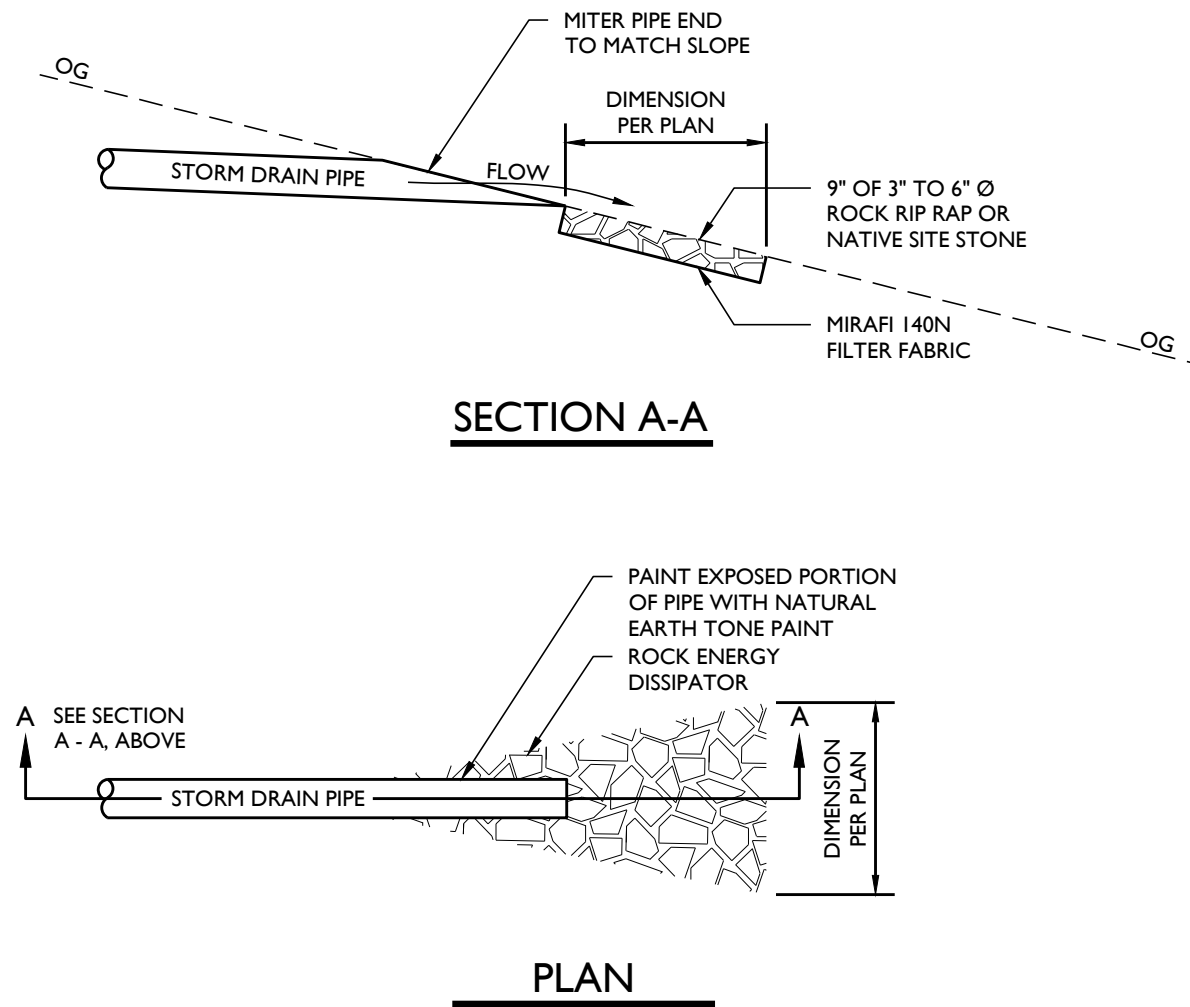 MITER PIPE END
TO MATCH SLOPE
OG
DIMENSION
PER PLAN
STORM DRAIN PIPE
FLOW
9" OF 3" TO 6" Ø
ROCK RIP RAP OR
NATIVE SITE STONE
MIRAFI 140N
FILTER FABRIC
OG
SECTION A-A
PAINT EXPOSED PORTION
OF PIPE WITH NATURAL
EARTH TONE PAINT
ROCK ENERGY
DISSIPATOR
A
SEE SECTION
A - A, ABOVE
A
STORM DRAIN PIPE
DIMENSION
PER PLAN
PLAN